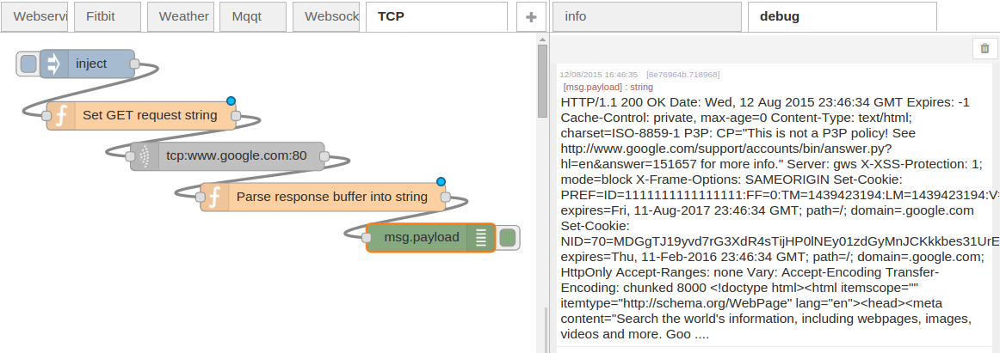 Webservi
Fitbit
Weather
Mqqt
Websock
TCP
info
debug
inject
Set GET request string
tcp:www.google.com:80
Parse response buffer into string
msg.payload
12/08/2015 16:46:35 [8e76964b.718968]
[msg.payload] : string
HTTP/1.1 200 OK Date: Wed, 12 Aug 2015 23:46:34 GMT Expires: -1
Cache-Control: private, max-age=0 Content-Type: text/html;
charset=ISO-8859-1 P3P: CP="This is not a P3P policy! See
http://www.google.com/support/accounts/bin/answer.py?
hl=en&answer=151657 for more info." Server: gws X-XSS-Protection: 1;
mode=block X-Frame-Options: SAMEORIGIN Set-Cookie:
PREF=ID=1111111111111111:FF=0:TM=1439423194:LM=1439423194:V=
expires=Fri, 11-Aug-2017 23:46:34 GMT; path=/; domain=.google.com
Set-Cookie:
NID=70=MDGgTJ19yvd7rG3XdR4sTijHP0lNEy01zdGyMnJCKkkbes31UrE
expires=Thu, 11-Feb-2016 23:46:34 GMT; path=/; domain=.google.com;
HttpOnly Accept-Ranges: none Vary: Accept-Encoding Transfer-
Encoding: chunked 8000 <!doctype html><html itemscope=""
itemtype="http://schema.org/WebPage" lang="en"><head><meta
content="Search the world's information, including webpages, images,
videos and more. Goo ....